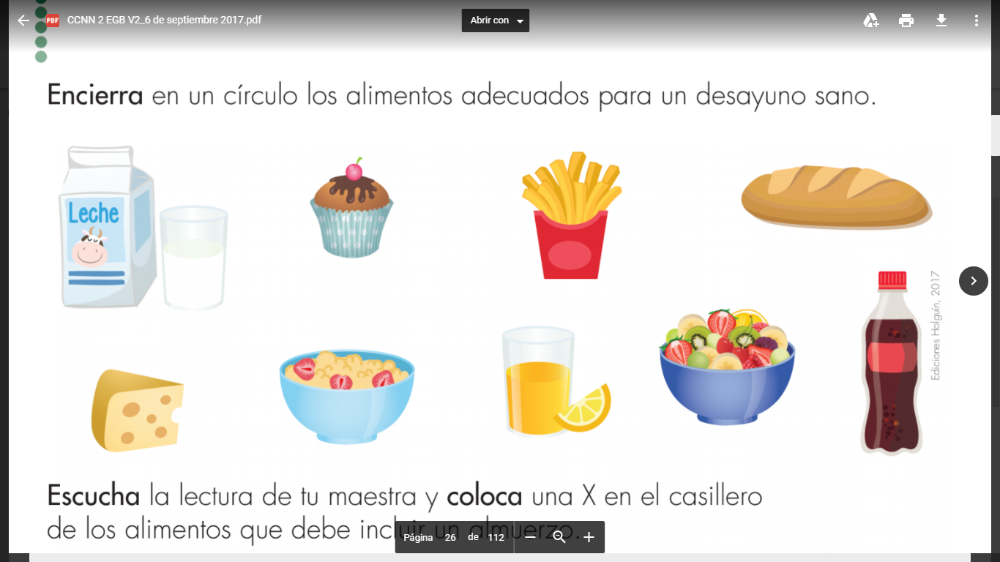 PDF CCNN 2 EGB V2_6 de septiembre 2017.pdf
Abrir con
Encierra en un círculo los alimentos adecuados para un desayuno sano.
Leche
Ediciones Holguín, 2017
Escucha la lectura de tu maestra y coloca una X en el casillero
de los alimentos que debe incluir un almuerzo.
Página 26 de 112